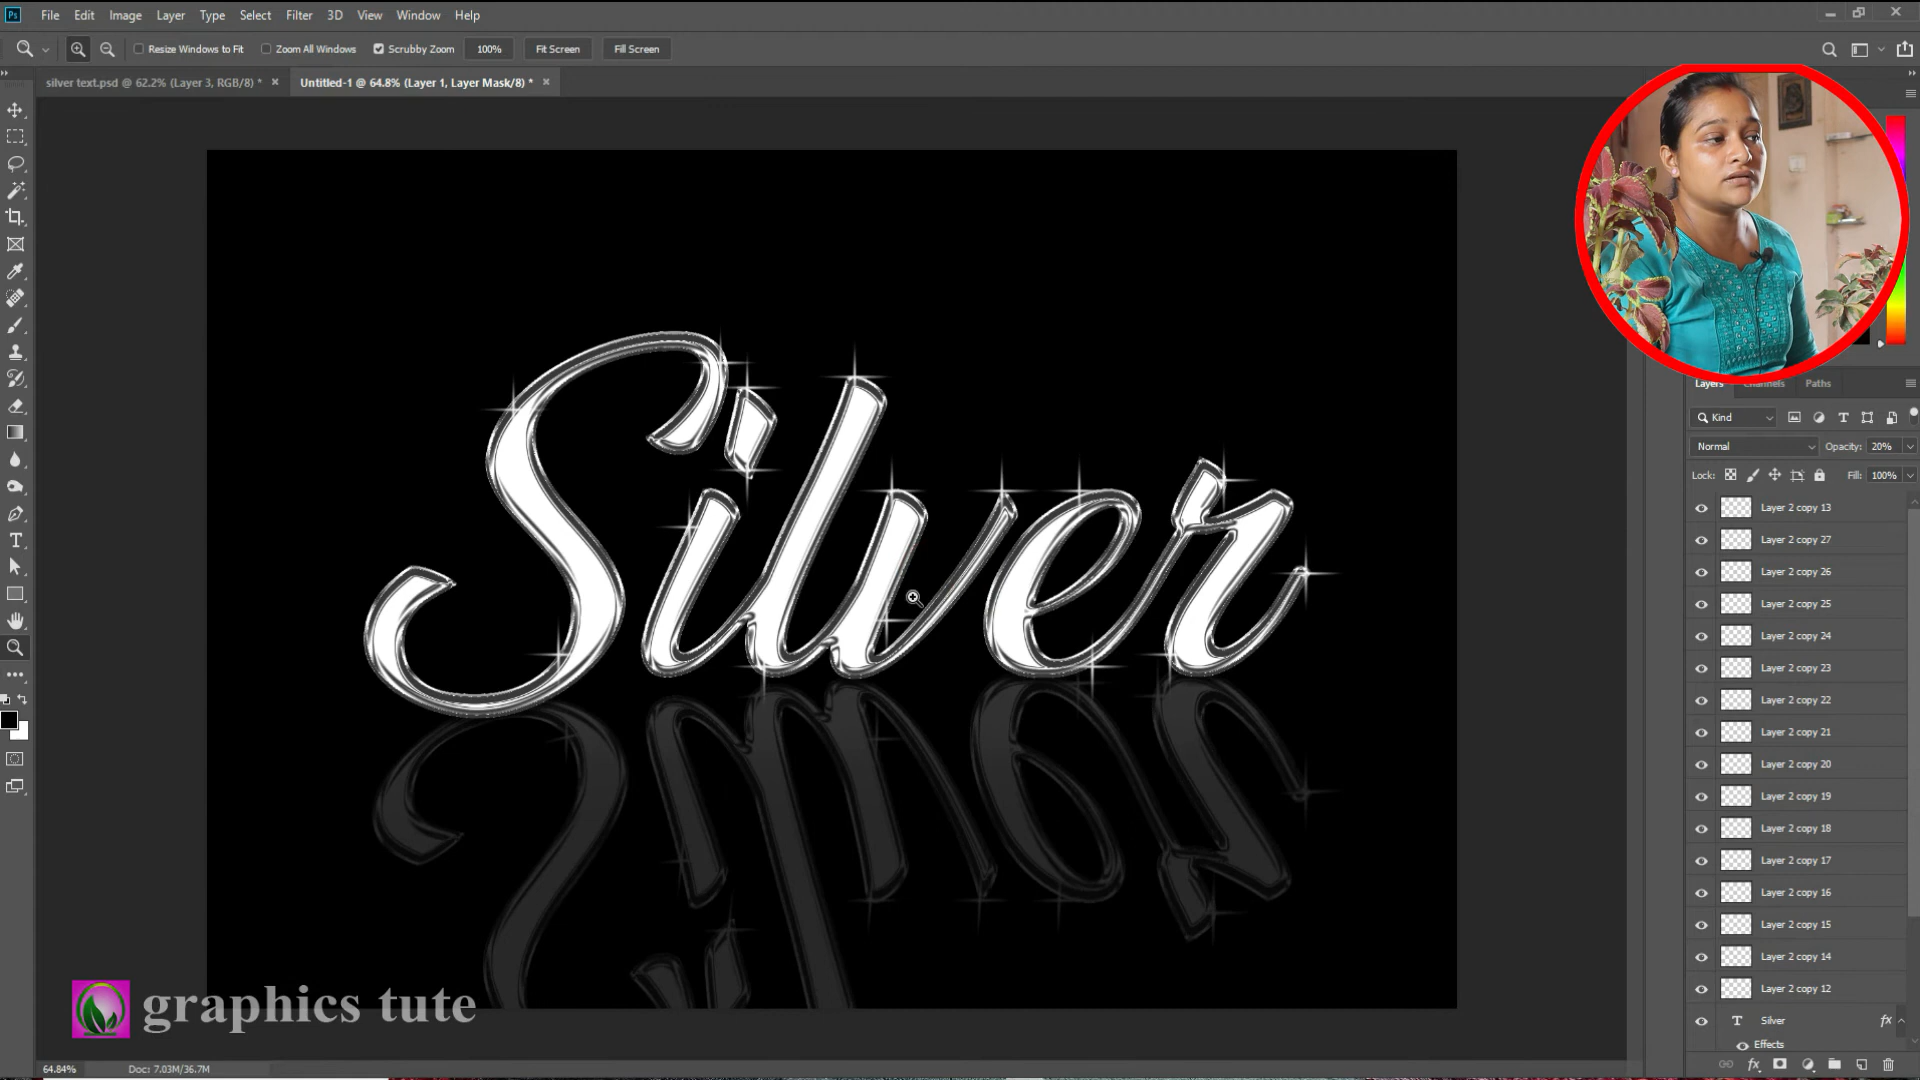 Ps File Edit Image Layer Type Select Filter 3D View Window Help
Resize Windows to Fit Zoom All Windows Scrubby Zoom 100% Fit Screen Fill Screen
silver text.psd @ 62.2% (Layer 3, RGB/8) * × Untitled-1 @ 64.8% (Layer 1, Layer Mask/8) * ×
Silver
graphics tute
Layers Channels Paths
Kind
Normal Opacity: 20%
Lock: Fill: 100%
Layer 2 copy 13
Layer 2 copy 27
Layer 2 copy 26
Layer 2 copy 25
Layer 2 copy 24
Layer 2 copy 23
Layer 2 copy 22
Layer 2 copy 21
Layer 2 copy 20
Layer 2 copy 19
Layer 2 copy 18
Layer 2 copy 17
Layer 2 copy 16
Layer 2 copy 15
Layer 2 copy 14
Layer 2 copy 12
T Silver fx
Effects
64.84% Doc: 7.03M/36.7M